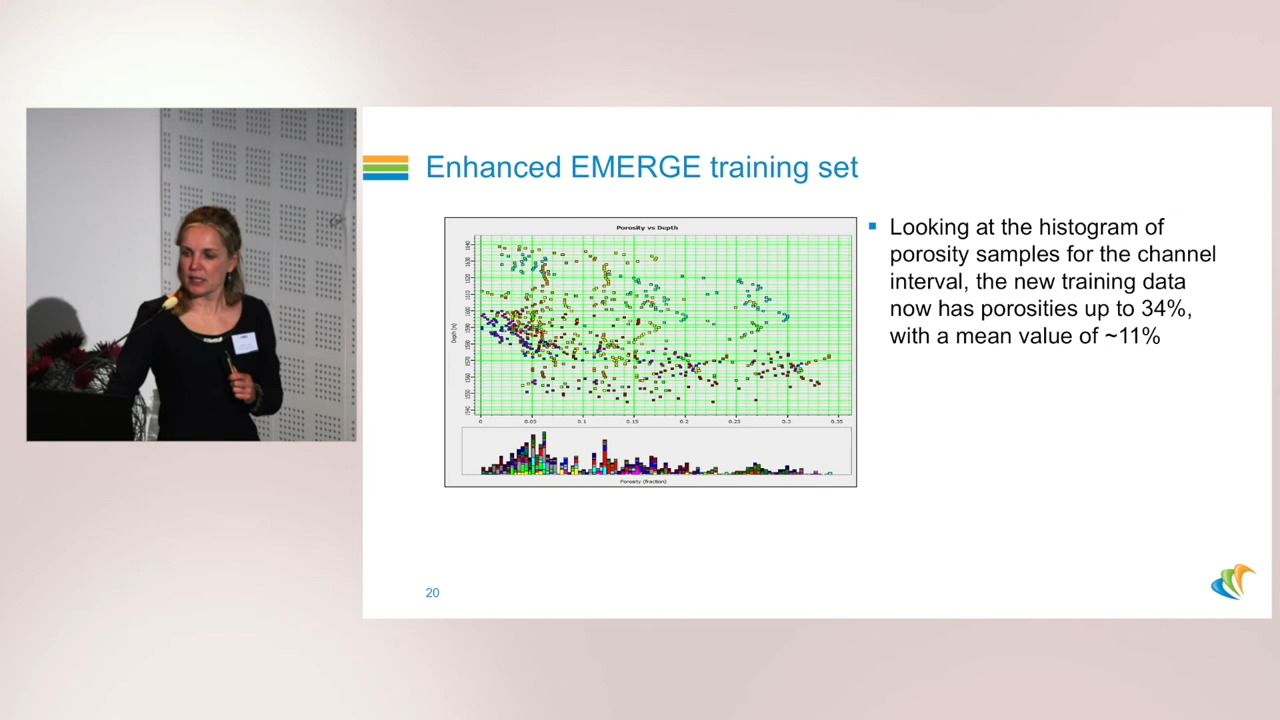 Enhanced EMERGE training set
Porosity vs Depth
Looking at the histogram of
porosity samples for the channel
interval, the new training data
now has porosities up to 34%,
with a mean value of ~11%
0 0.05 0.1 0.15 0.2 0.25 0.3 0.35
Porosity (fraction)
20